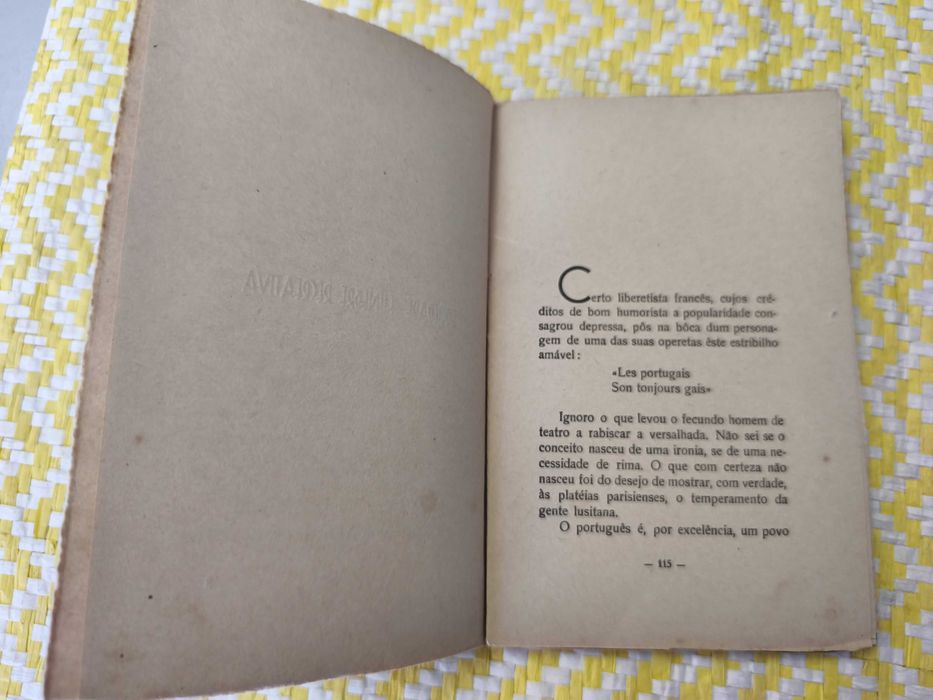 Certo liberetista francês, cujos cré-
ditos de bom humorista a popularidade con-
sagrou depressa, pôs na bôca dum persona-
gem de uma das suas operetas êste estribilho
amável:
«Les portugais
Son tonjours gais»
Ignoro o que levou o fecundo homem de
teatro a rabiscar a versalhada. Não sei se o
conceito nasceu de uma ironia, se de uma ne-
cessidade de rima. O que com certeza não
nasceu foi do desejo de mostrar, com verdade,
às platéias parisienses, o temperamento da
gente lusitana.
O português é, por excelência, um povo
— 115 —